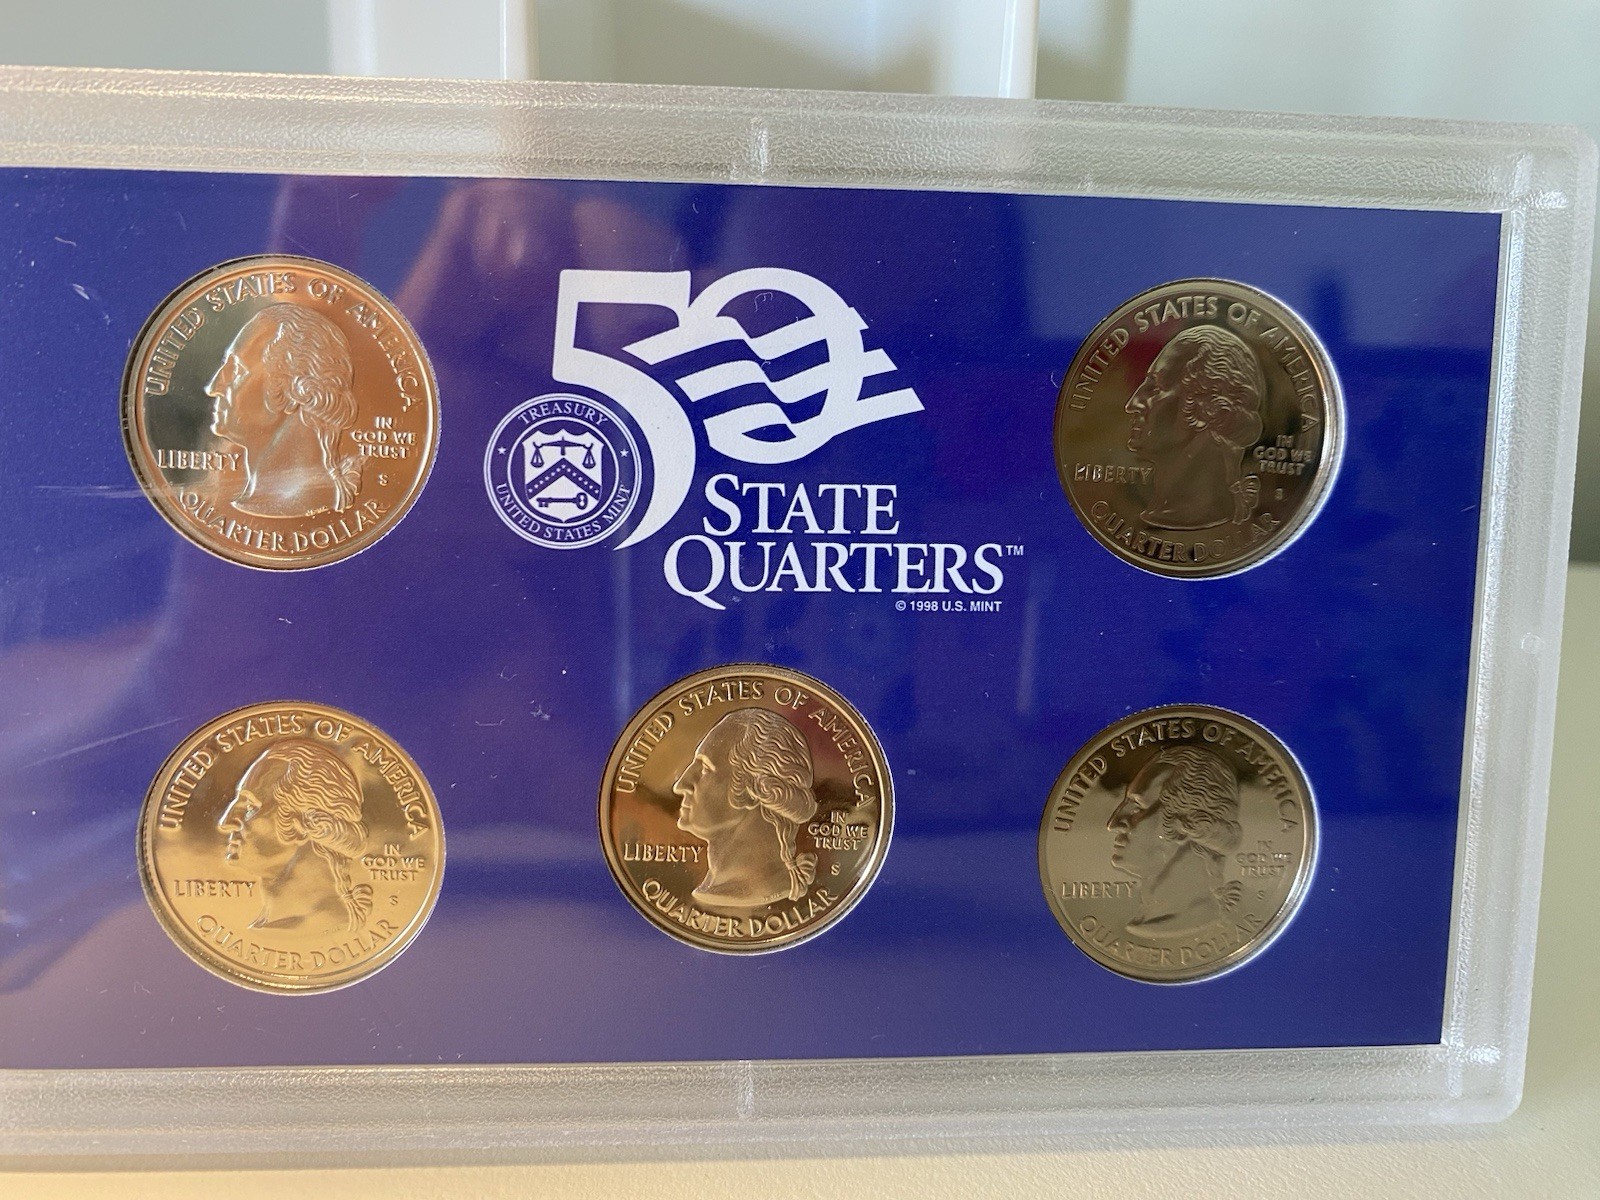 UNITED STATES OF AMERICA
IN
GOD WE
TRUST
LIBERTY
S
QUARTER DOLLAR
50
TREASURY
UNITED STATES MINT
STATE
QUARTERS™
© 1998 U.S. MINT
UNITED STATES OF AMERICA
IN
GOD WE
TRUST
LIBERTY
S
QUARTER DOLLAR
UNITED STATES OF AMERICA
IN
GOD WE
TRUST
LIBERTY
S
QUARTER DOLLAR
UNITED STATES OF AMERICA
IN
GOD WE
TRUST
LIBERTY
S
QUARTER DOLLAR
UNITED STATES OF AMERICA
IN
GOD WE
TRUST
LIBERTY
S
QUARTER DOLLAR